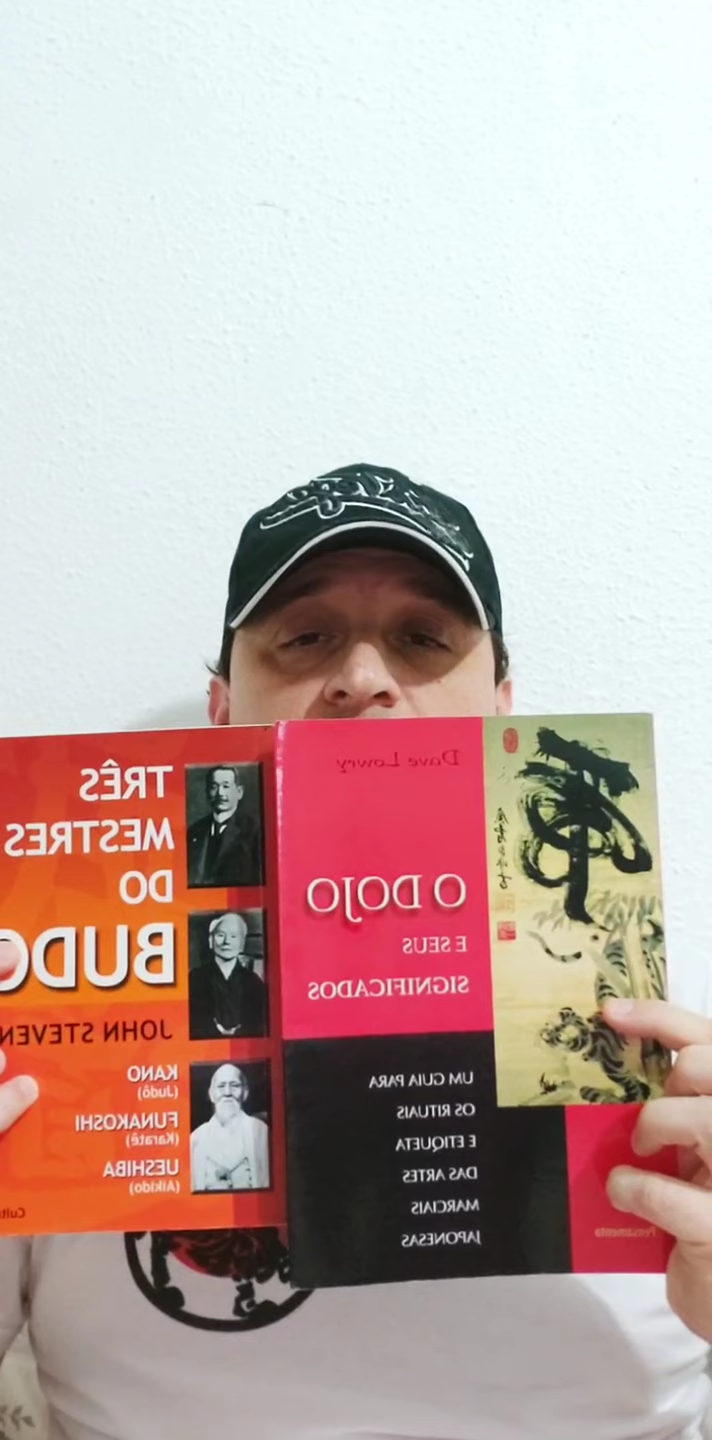 TRÊS
MESTRES
DO
BUDO
JOHN STEVEN
KANO
(Judô)
FUNAKOSHI
(Karatê)
UESHIBA
(Aikido)
Cult
Dave Lowry
O DOJO
E SEUS
SIGNIFICADOS
UM GUIA PARA
OS RITUAIS
E ETIQUETA
DAS ARTES
MARCIAIS
JAPONESAS
Pensamento